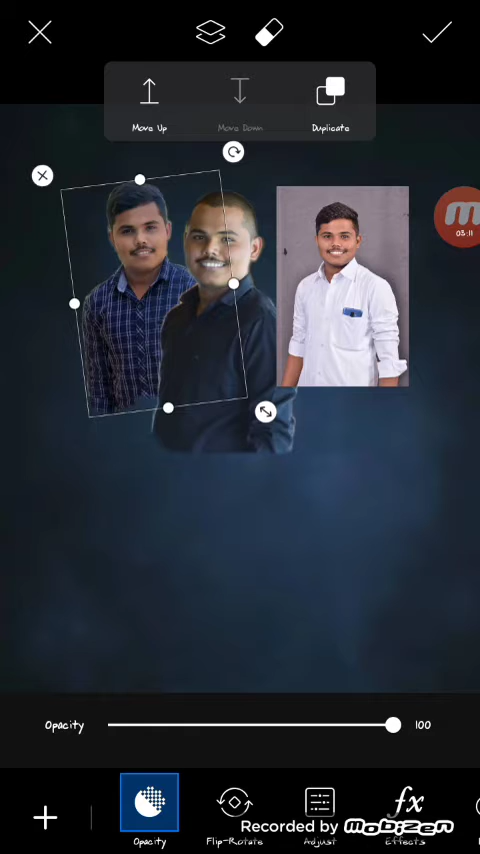 Move Up
Move Down
Duplicate
03:11
Opacity
100
Opacity
Flip-Rotate
Adjust
Effects
Recorded by mobizen